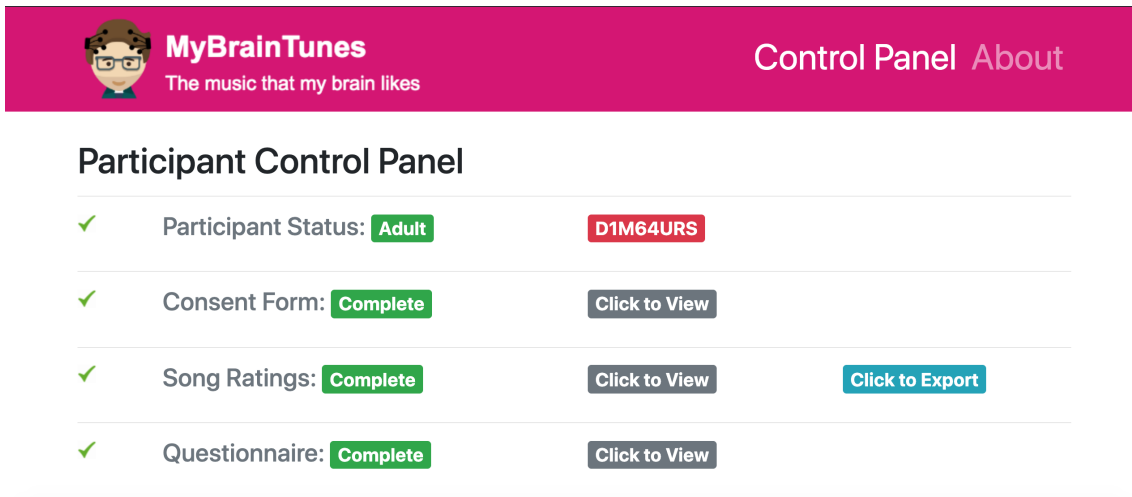 MyBrainTunes
The music that my brain likes
Control Panel About
Participant Control Panel
Participant Status: Adult D1M64URS
Consent Form: Complete Click to View
Song Ratings: Complete Click to View Click to Export
Questionnaire: Complete Click to View